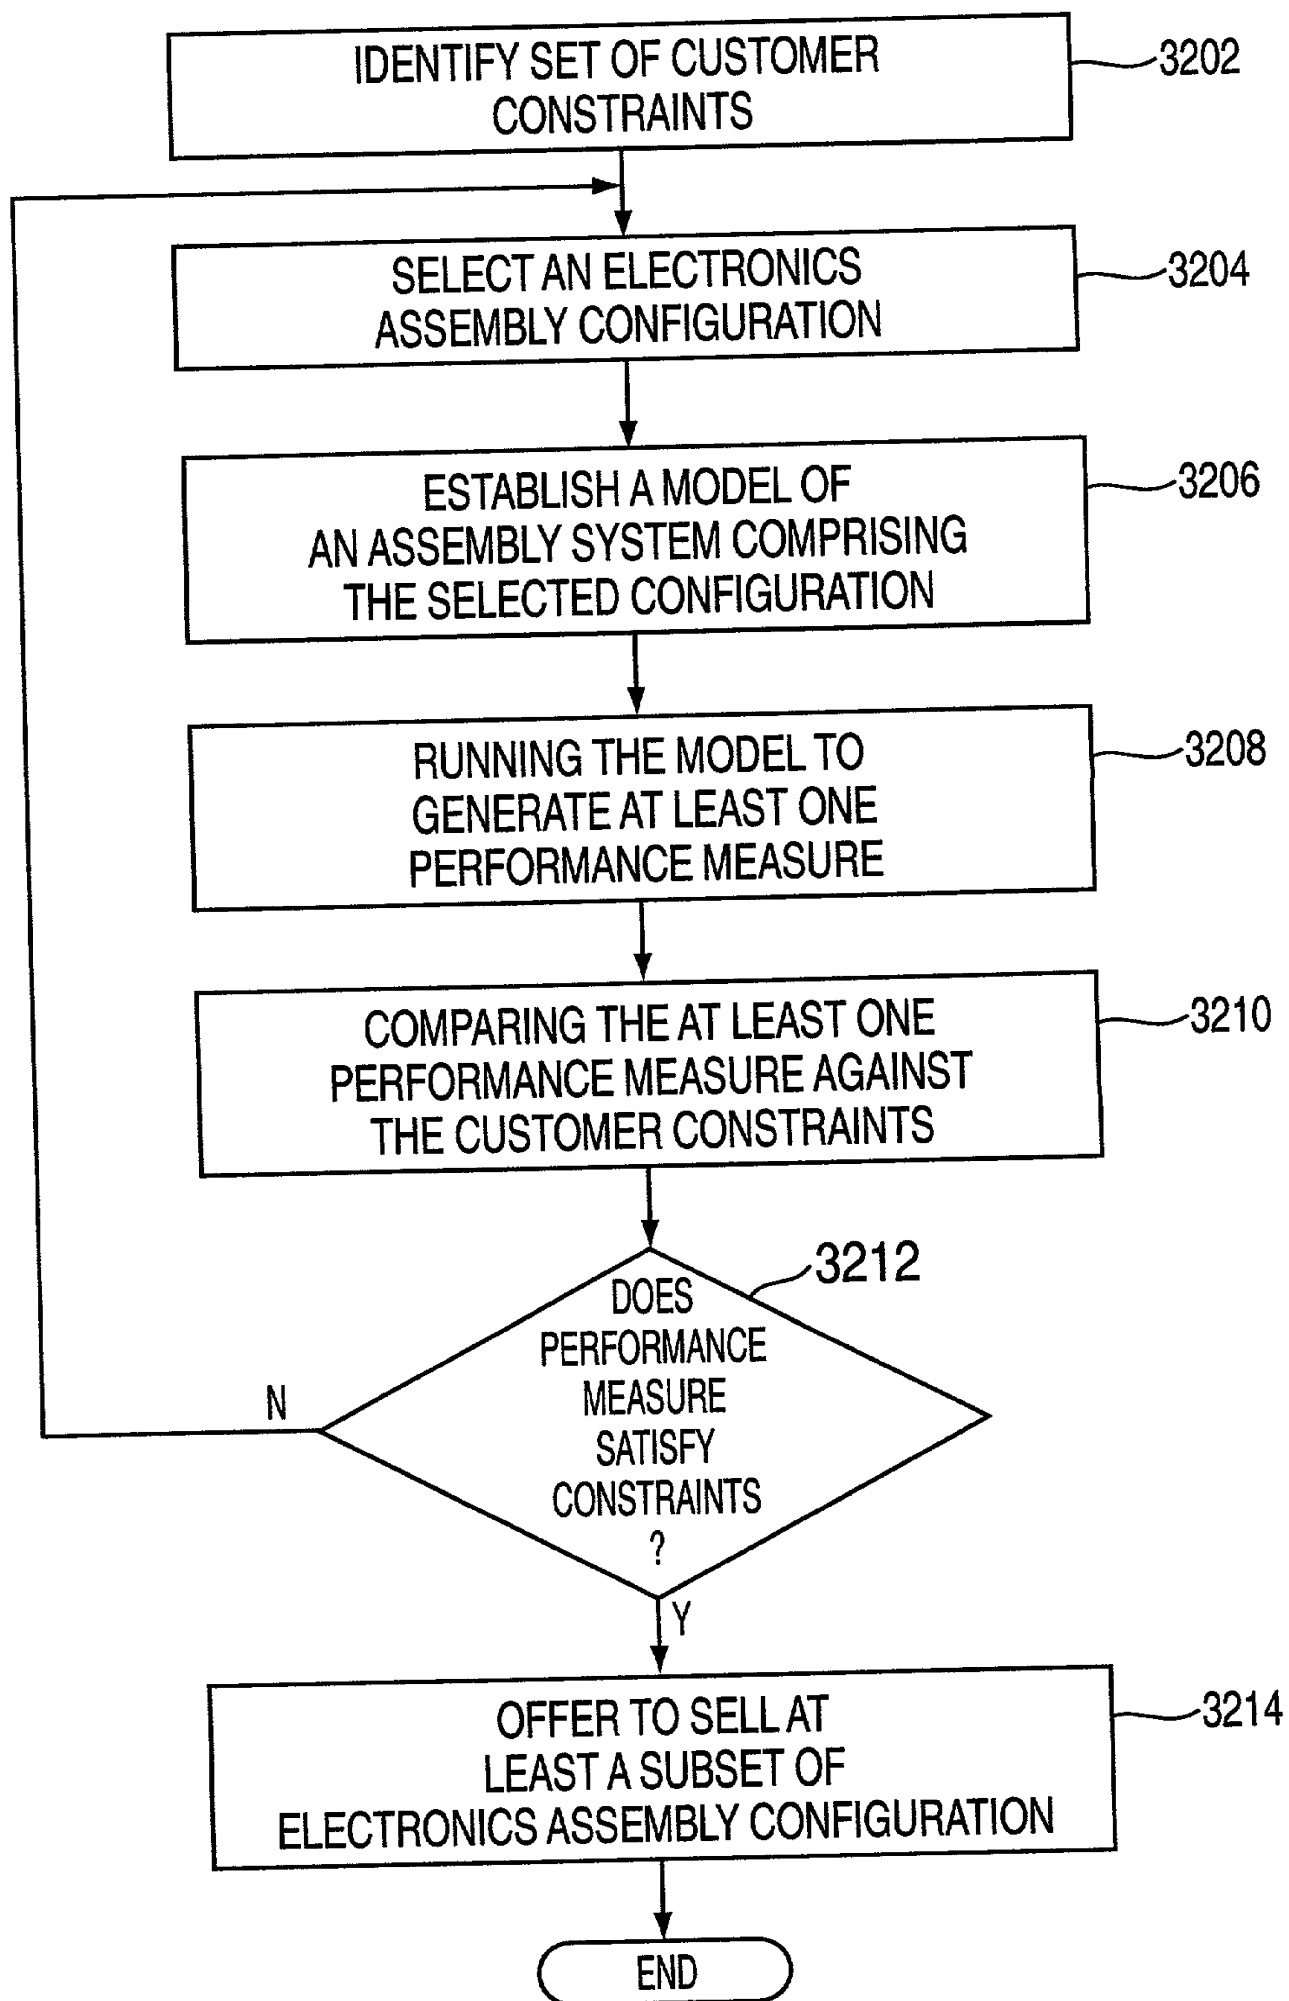 IDENTIFY SET OF CUSTOMER
CONSTRAINTS
3202
SELECT AN ELECTRONICS
ASSEMBLY CONFIGURATION
3204
ESTABLISH A MODEL OF
AN ASSEMBLY SYSTEM COMPRISING
THE SELECTED CONFIGURATION
3206
RUNNING THE MODEL TO
GENERATE AT LEAST ONE
PERFORMANCE MEASURE
3208
COMPARING THE AT LEAST ONE
PERFORMANCE MEASURE AGAINST
THE CUSTOMER CONSTRAINTS
3210
3212
DOES
PERFORMANCE
MEASURE
SATISFY
CONSTRAINTS
?
N
Y
OFFER TO SELL AT
LEAST A SUBSET OF
ELECTRONICS ASSEMBLY CONFIGURATION
3214
END